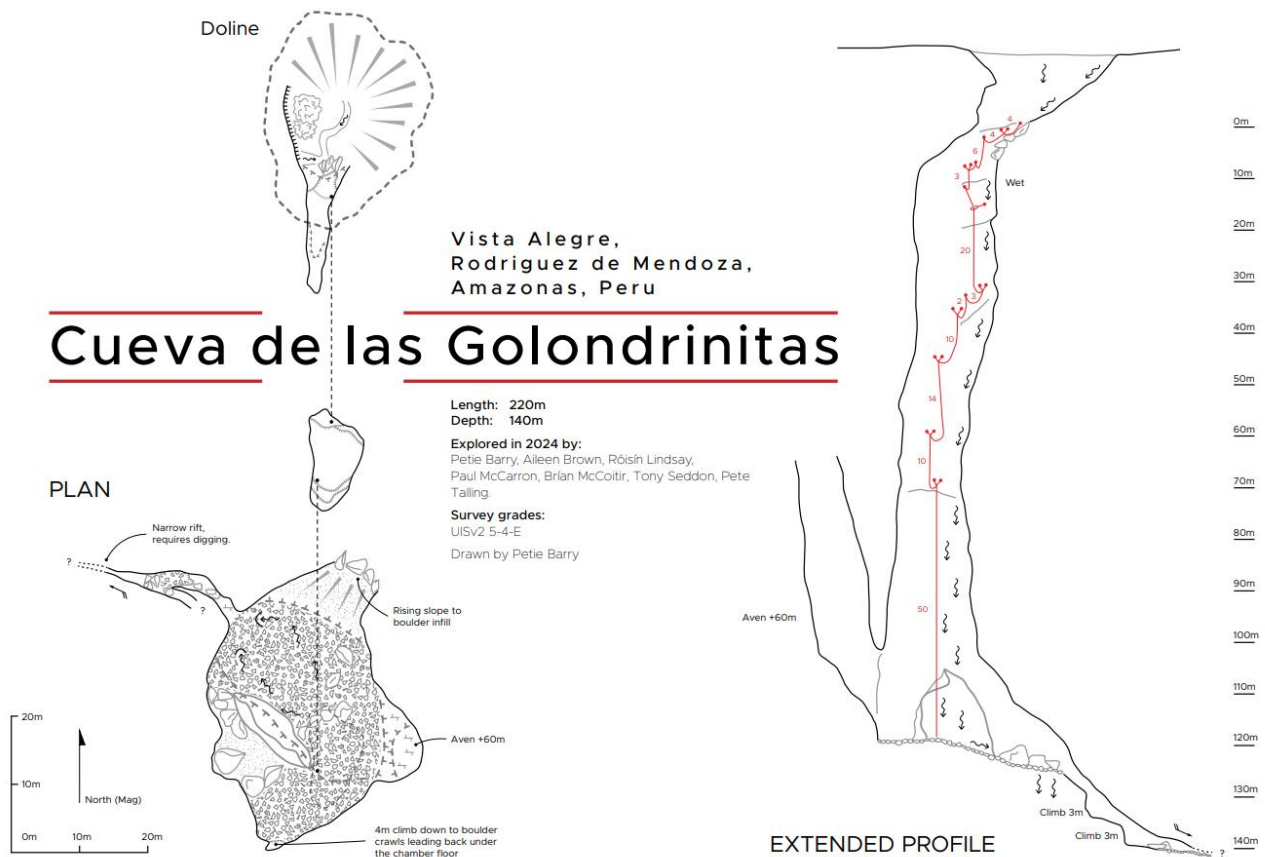 Doline
Vista Alegre,
Rodriguez de Mendoza,
Amazonas, Peru
Cueva de las Golondrinitas
Length: 220m
Depth: 140m
Explored in 2024 by:
Petie Barry, Aileen Brown, Róisín Lindsay,
Paul McCarron, Brían McCoitir, Tony Seddon, Pete
Talling.
Survey grades:
UISv2 5-4-E
Drawn by Petie Barry
PLAN
Narrow rift,
requires digging.
?
?
Rising slope to
boulder infill
Aven +60m
4m climb down to boulder
crawls leading back under
the chamber floor
20m
10m
0m
10m
20m
North (Mag)
4
4
6
3
Wet
20
3
2
10
14
10
50
Aven +60m
Climb 3m
Climb 3m
?
EXTENDED PROFILE
0m
10m
20m
30m
40m
50m
60m
70m
80m
90m
100m
110m
120m
130m
140m